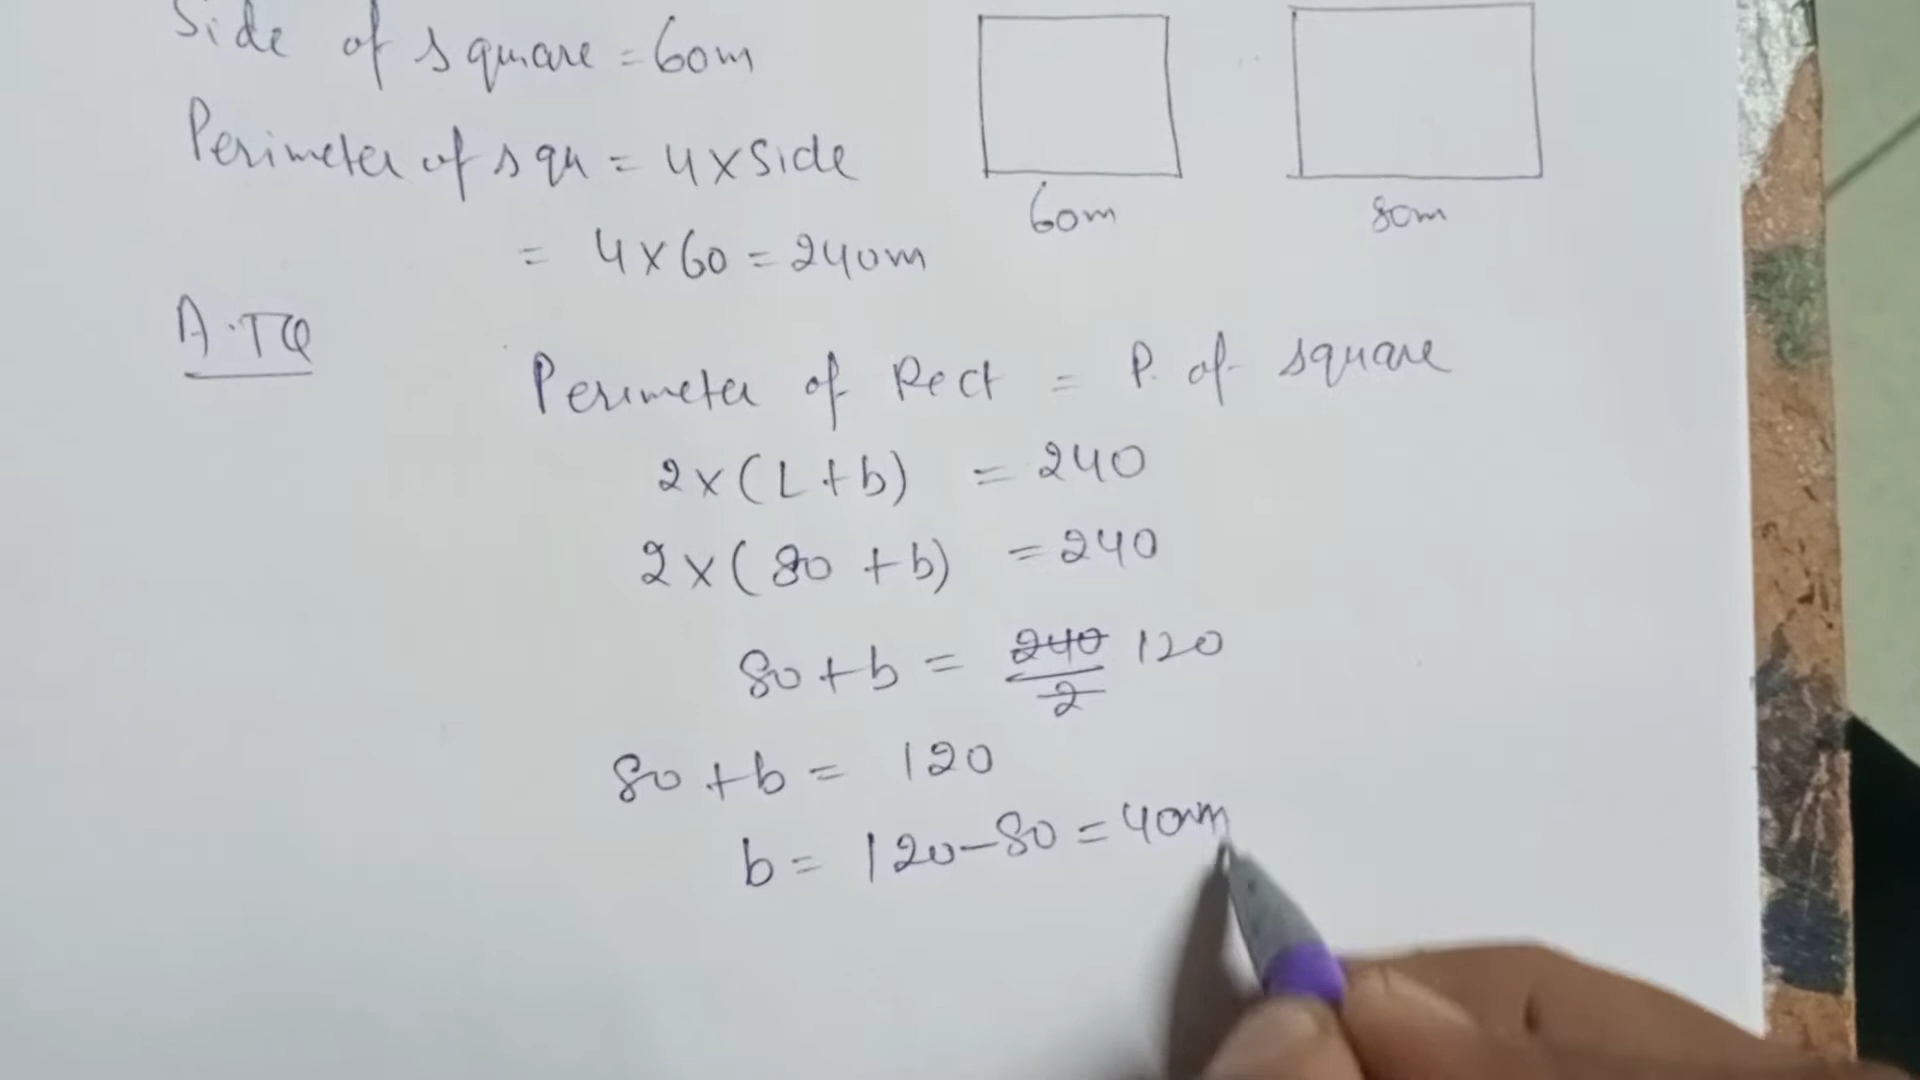 Side of square = 60m
Perimeter of squ = 4 x Side
= 4 x 60 = 240m
60m
80m
A.TQ
Perimeter of Rect = P. of square
2 x (L + b) = 240
2 x (80 + b) = 240
80 + b = 240/2 120
80 + b = 120
b = 120 - 80 = 40m